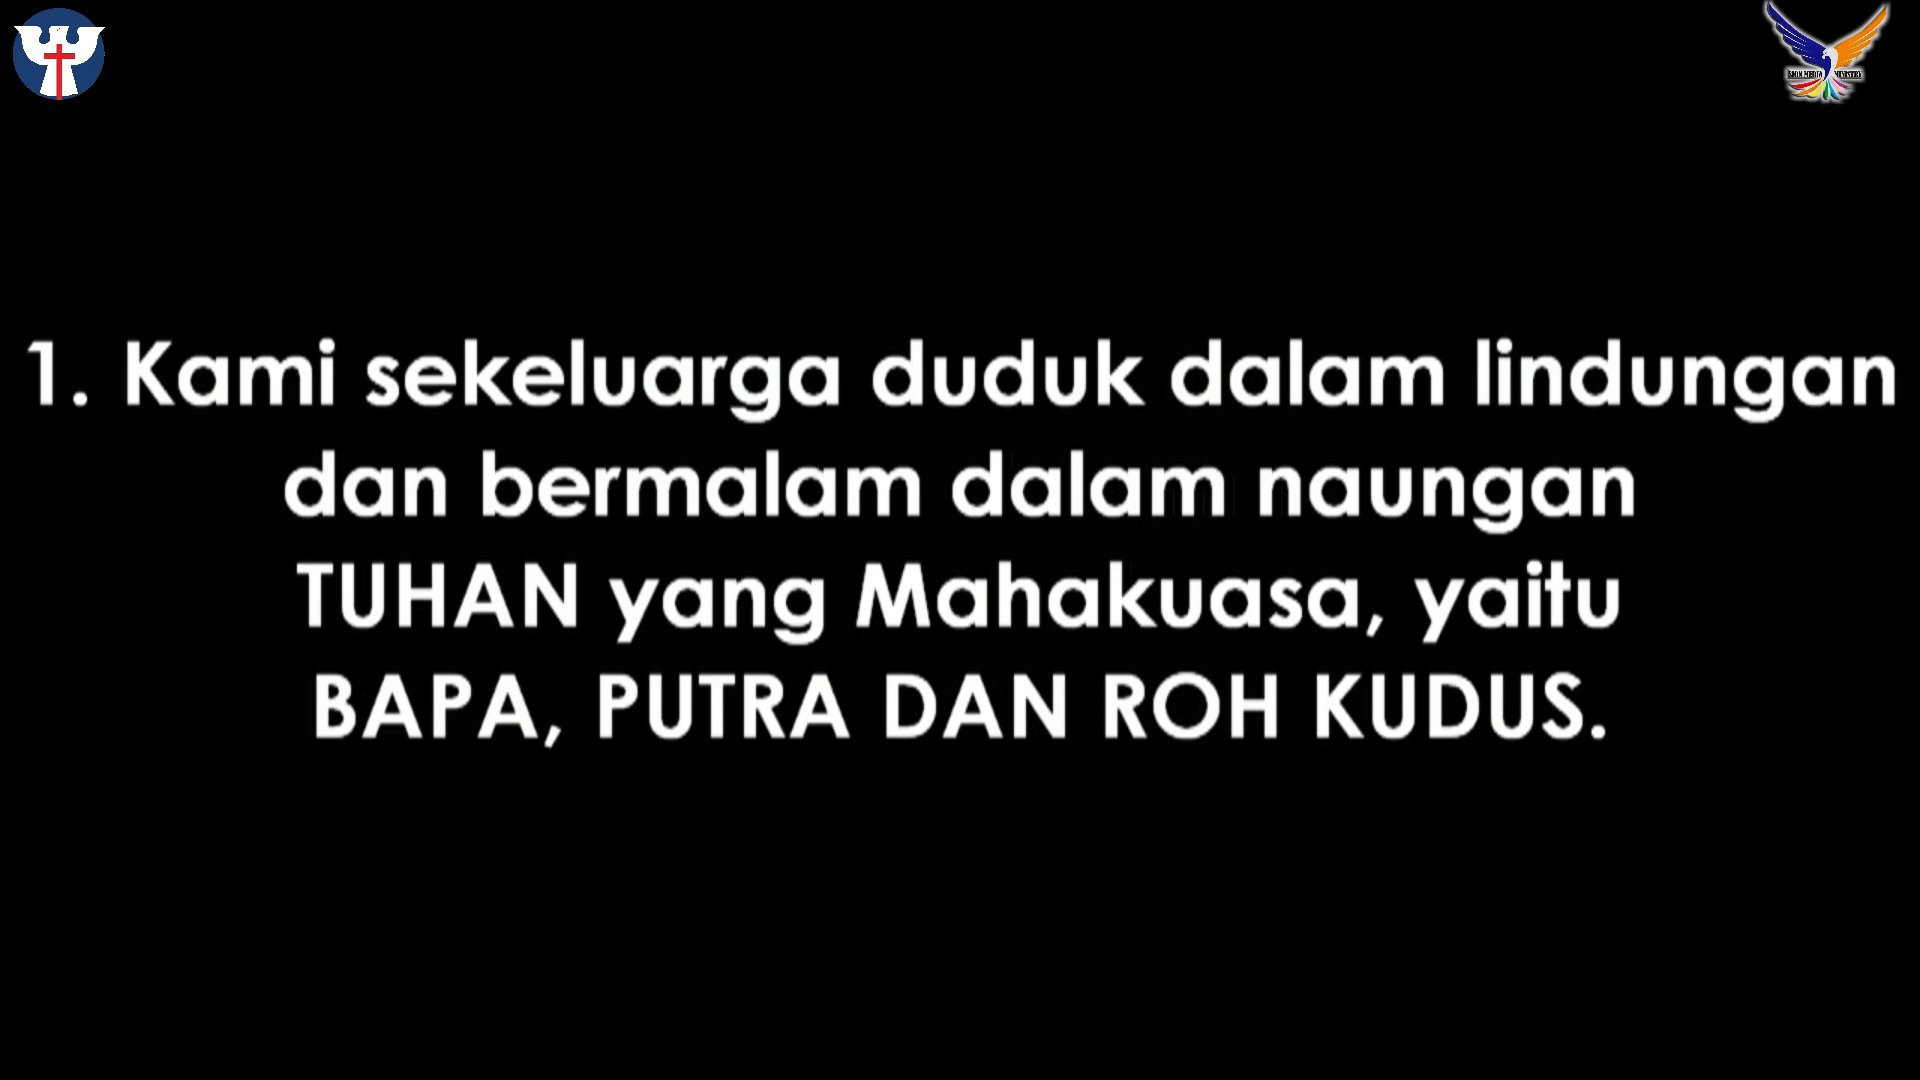 1. Kami sekeluarga duduk dalam lindungan
dan bermalam dalam naungan
TUHAN yang Mahakuasa, yaitu
BAPA, PUTRA DAN ROH KUDUS.